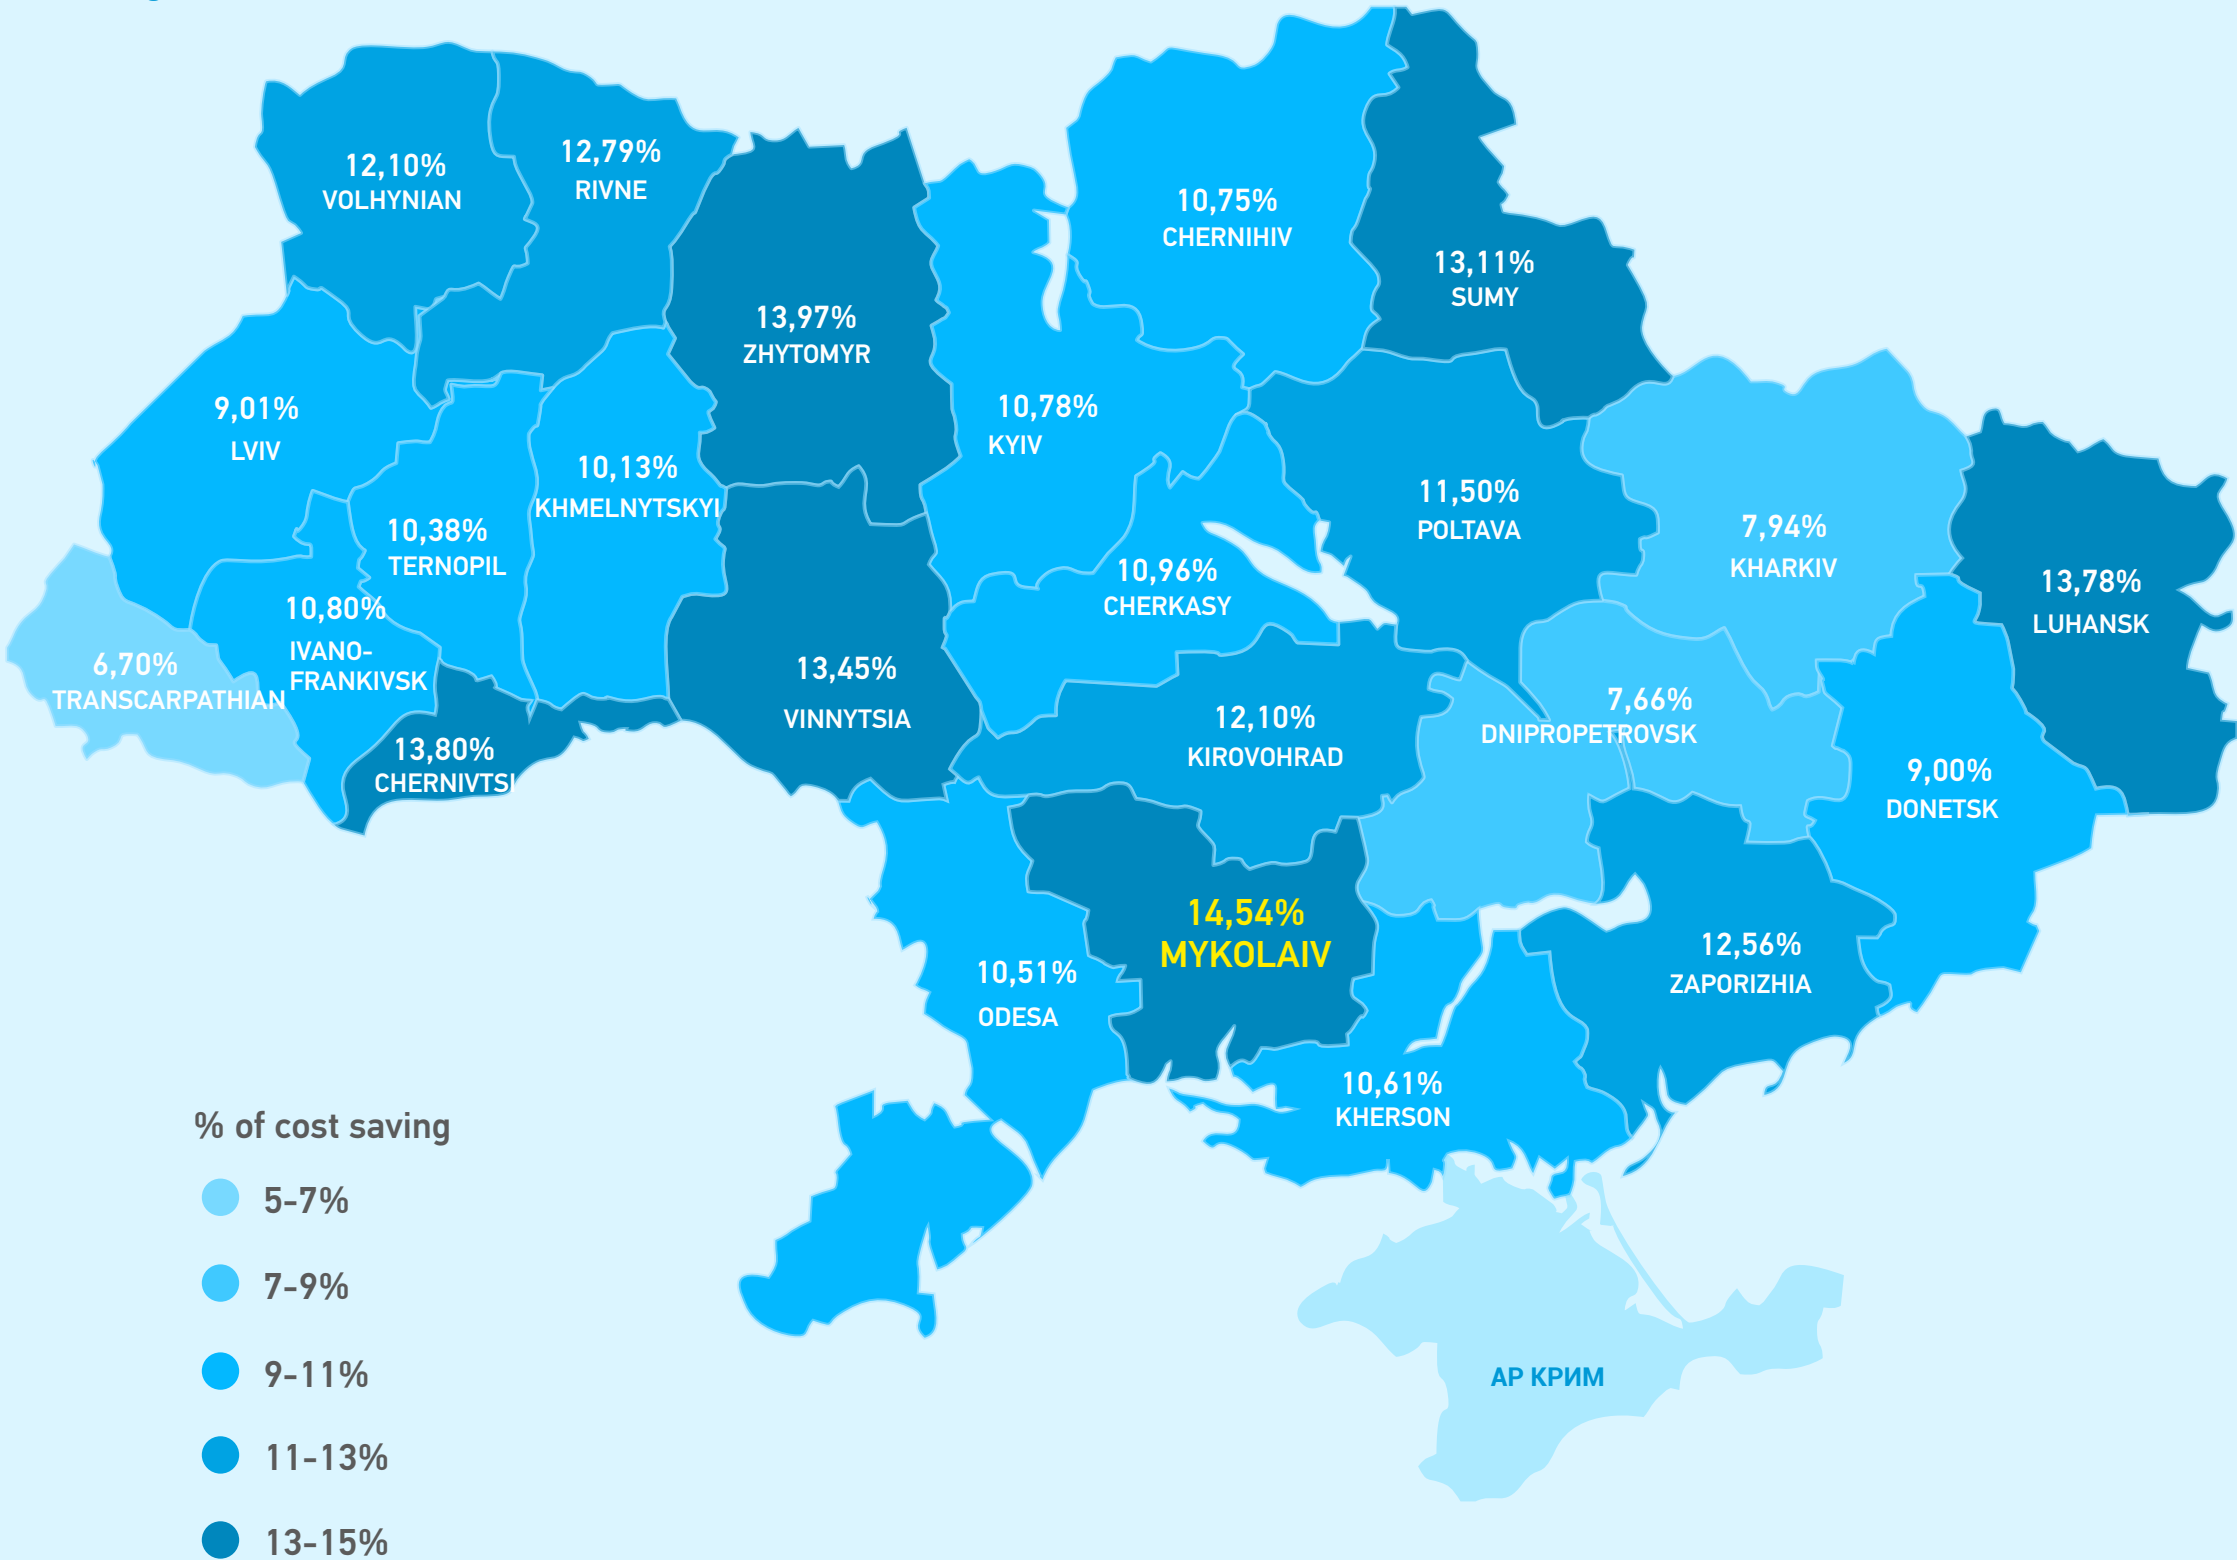 12,10%
VOLHYNIAN
12,79%
RIVNE
10,75%
CHERNIHIV
13,11%
SUMY
13,97%
ZHYTOMYR
9,01%
LVIV
10,78%
KYIV
10,13%
KHMELNYTSKYI
10,38%
TERNOPIL
11,50%
POLTAVA
7,94%
KHARKIV
13,78%
LUHANSK
10,96%
CHERKASY
10,80%
IVANO-
FRANKIVSK
6,70%
TRANSCARPATHIAN
13,45%
VINNYTSIA
12,10%
KIROVOHRAD
7,66%
DNIPROPETROVSK
13,80%
CHERNIVTSI
9,00%
DONETSK
14,54%
MYKOLAIV
12,56%
ZAPORIZHIA
10,51%
ODESA
10,61%
KHERSON
АР КРИМ
% of cost saving
5-7%
7-9%
9-11%
11-13%
13-15%